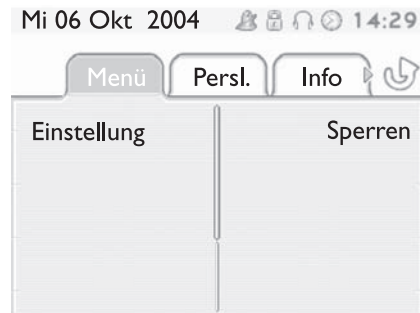 Mi 06 Okt 2004 14:29
Menü Persl. Info
Einstellung Sperren